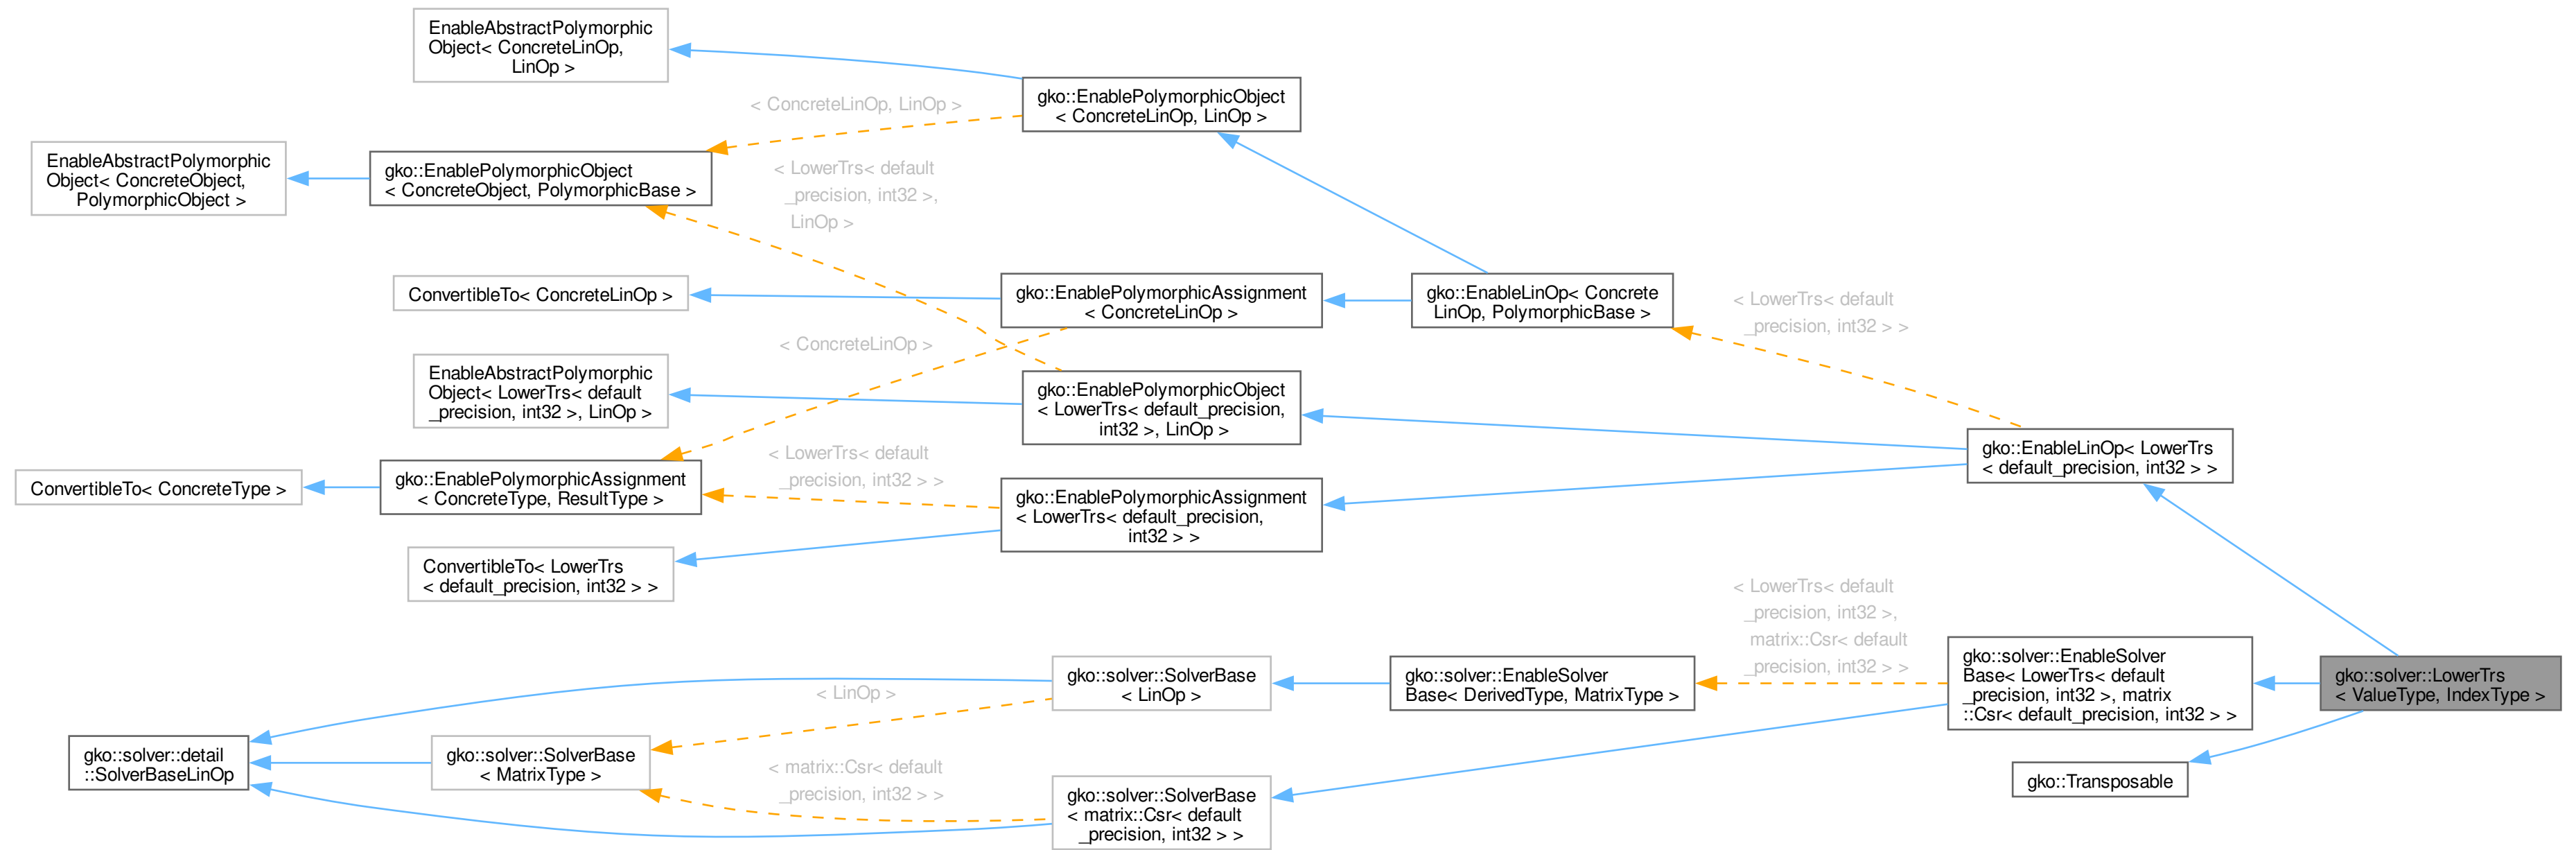 EnableAbstractPolymorphic
Object< ConcreteLinOp,
LinOp >
gko::EnablePolymorphicObject
< ConcreteLinOp, LinOp >
< ConcreteLinOp, LinOp >
EnableAbstractPolymorphic
Object< ConcreteObject,
PolymorphicObject >
gko::EnablePolymorphicObject
< ConcreteObject, PolymorphicBase >
< LowerTrs< default
_precision, int32 >,
LinOp >
ConvertibleTo< ConcreteLinOp >
gko::EnablePolymorphicAssignment
< ConcreteLinOp >
gko::EnableLinOp< Concrete
LinOp, PolymorphicBase >
< LowerTrs< default
_precision, int32 > >
< ConcreteLinOp >
EnableAbstractPolymorphic
Object< LowerTrs< default
_precision, int32 >, LinOp >
gko::EnablePolymorphicObject
< LowerTrs< default_precision,
int32 >, LinOp >
gko::EnableLinOp< LowerTrs
< default_precision, int32 > >
ConvertibleTo< ConcreteType >
gko::EnablePolymorphicAssignment
< ConcreteType, ResultType >
< LowerTrs< default
_precision, int32 > >
gko::EnablePolymorphicAssignment
< LowerTrs< default_precision,
int32 > >
ConvertibleTo< LowerTrs
< default_precision, int32 > >
< LowerTrs< default
_precision, int32 >,
matrix::Csr< default
_precision, int32 > >
gko::solver::SolverBase
< LinOp >
gko::solver::EnableSolver
Base< DerivedType, MatrixType >
gko::solver::EnableSolver
Base< LowerTrs< default
_precision, int32 >, matrix
::Csr< default_precision, int32 > >
gko::solver::LowerTrs
< ValueType, IndexType >
< LinOp >
gko::solver::detail
::SolverBaseLinOp
gko::solver::SolverBase
< MatrixType >
< matrix::Csr< default
_precision, int32 > >
gko::solver::SolverBase
< matrix::Csr< default
_precision, int32 > >
gko::Transposable